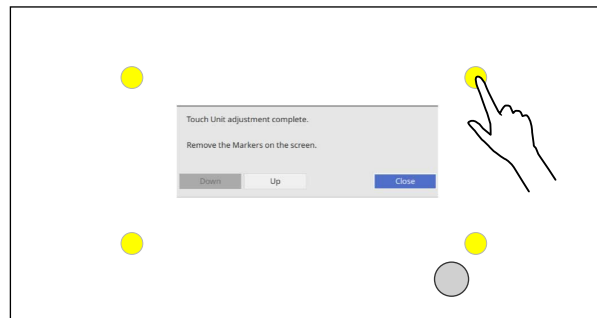 Touch Unit adjustment complete.
Remove the Markers on the screen.
Down Up Close